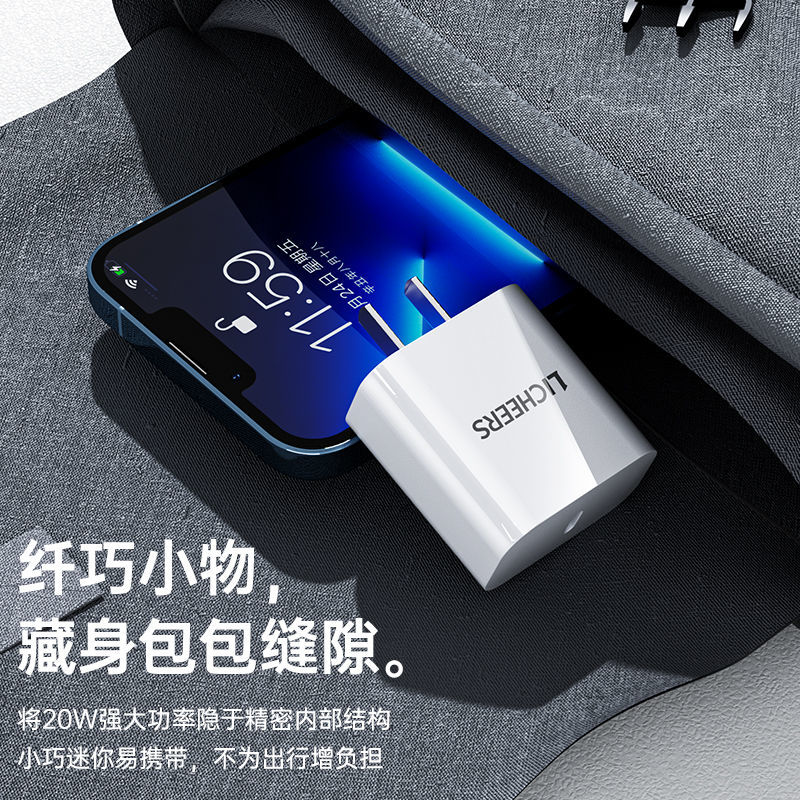 11:59
月24日 星期五
辛丑年八月十八
LICHEERS
纤巧小物，
藏身包包缝隙。
将20W强大功率隐于精密内部结构
小巧迷你易携带，不为出行增负担